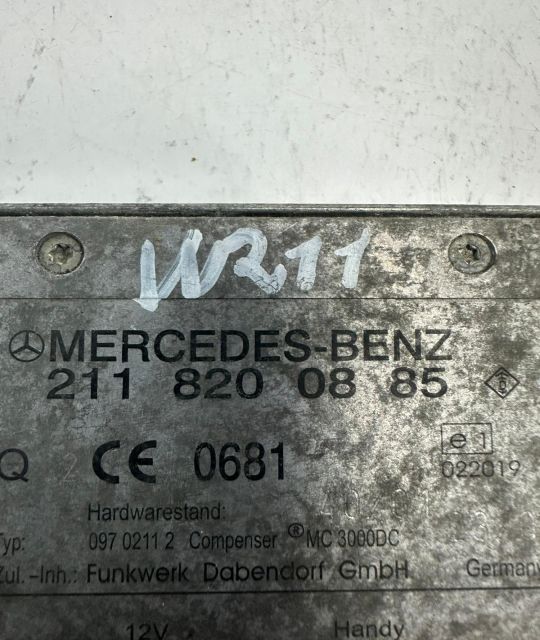 W211
MERCEDES-BENZ
211 820 08 85
Q 2 CE 0681
e1
022019
Hardwarestand:
Typ: 097 0211 2 Compenser ® MC 3000DC
Zul.-Inh.: Funkwerk Dabendorf GmbH Germany
12V Handy